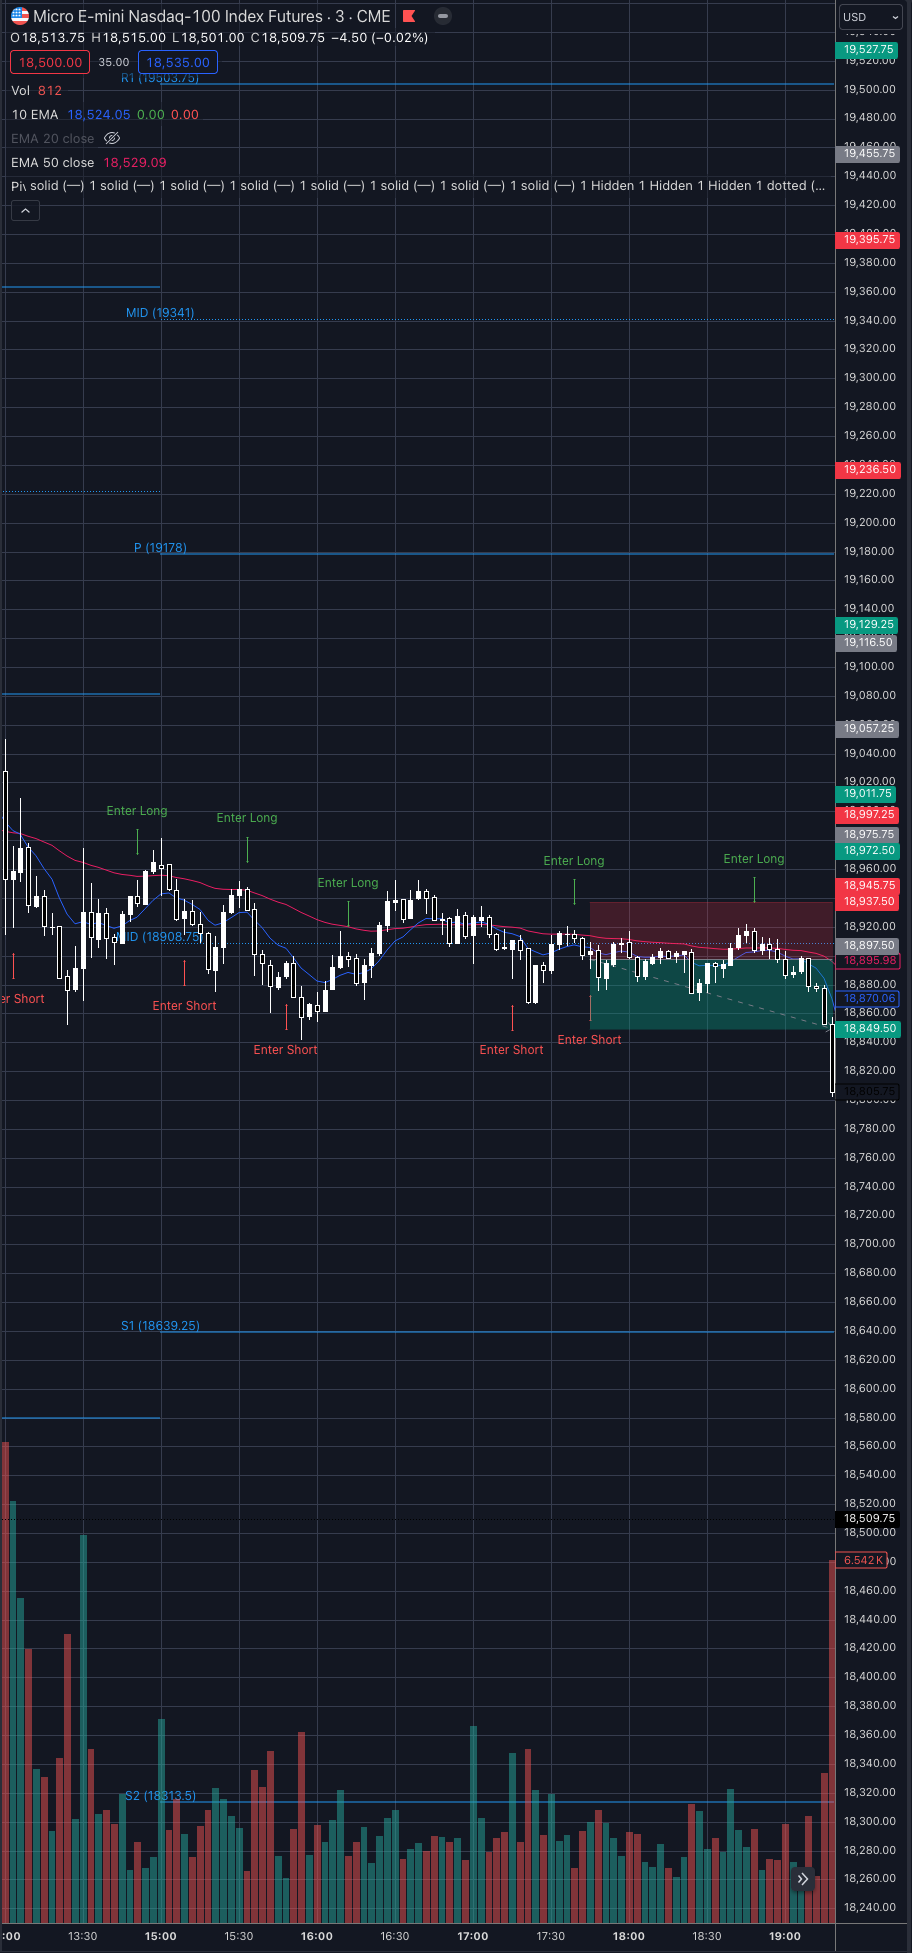 Micro E-mini Nasdaq-100 Index Futures · 3 · CME
USD
O18,513.75 H18,515.00 L18,501.00 C18,509.75 −4.50 (−0.02%)
18,500.00 35.00 18,535.00
R1 (19503.75)
Vol 812
10 EMA 18,524.05 0.00 0.00
EMA 20 close
EMA 50 close 18,529.09
Piv solid (—) 1 solid (—) 1 solid (—) 1 solid (—) 1 solid (—) 1 solid (—) 1 solid (—) 1 solid (—) 1 Hidden 1 Hidden 1 Hidden 1 dotted (...
MID (19341)
P (19178)
Enter Long
Enter Long
Enter Long
Enter Long
Enter Long
MID (18908.75)
er Short
Enter Short
Enter Short
Enter Short
Enter Short
S1 (18639.25)
S2 (18313.5)
19,527.75
19,520.00
19,500.00
19,480.00
19,460.00
19,455.75
19,440.00
19,420.00
19,400.00
19,395.75
19,380.00
19,360.00
19,340.00
19,320.00
19,300.00
19,280.00
19,260.00
19,240.00
19,236.50
19,220.00
19,200.00
19,180.00
19,160.00
19,140.00
19,129.25
19,116.50
19,100.00
19,080.00
19,057.25
19,040.00
19,020.00
19,011.75
18,997.25
18,975.75
18,972.50
18,960.00
18,945.75
18,937.50
18,920.00
18,897.50
18,895.98
18,880.00
18,870.06
18,860.00
18,849.50
18,840.00
18,820.00
18,805.75
18,800.00
18,780.00
18,760.00
18,740.00
18,720.00
18,700.00
18,680.00
18,660.00
18,640.00
18,620.00
18,600.00
18,580.00
18,560.00
18,540.00
18,520.00
18,509.75
18,500.00
6.542 K
18,460.00
18,440.00
18,420.00
18,400.00
18,380.00
18,360.00
18,340.00
18,320.00
18,300.00
18,280.00
18,260.00
18,240.00
:00 13:30 15:00 15:30 16:00 16:30 17:00 17:30 18:00 18:30 19:00